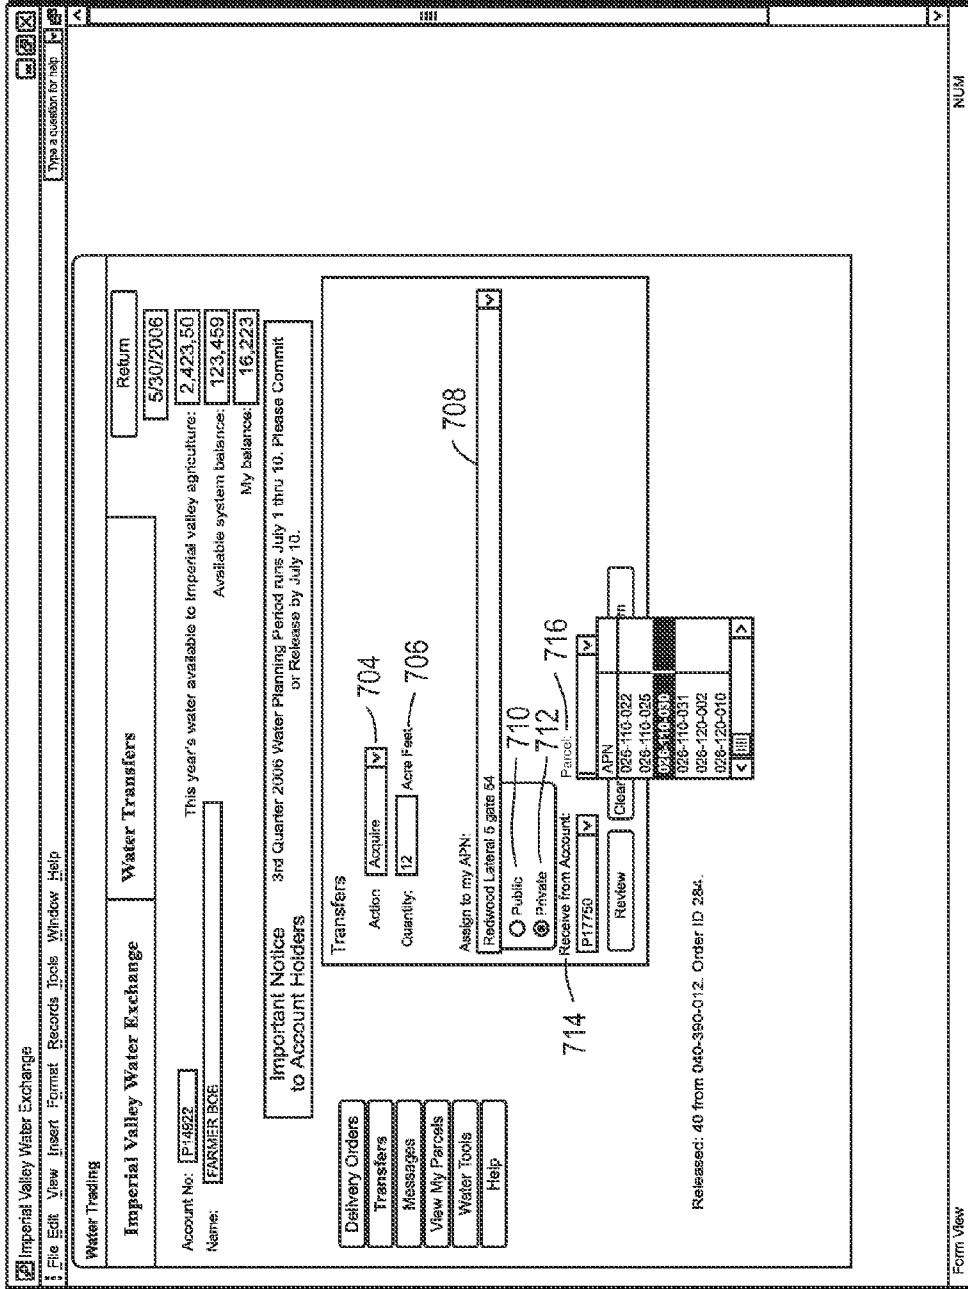 Imperial Valley Water Exchange
File Edit View Insert Format Records Tools Window Help
Type a question for help
Water Trading
Imperial Valley Water Exchange
Water Transfers
Return
5/30/2006
Account No: P14922
This year's water available to Imperial valley agriculture: 2,423,50
Name: FARMER BOB
Available system balance: 123,459
My balance: 16,223
Important Notice to Account Holders
3rd Quarter 2006 Water Planning Period runs July 1 thru 10. Please Commit
or Release by July 10.
Delivery Orders
Transfers
Messages
View My Parcels
Water Tools
Help
Transfers
Action Acquire 704
Quantity: 12 Acre Feet 706
Assign to my APN:
Redwood Lateral 5 gate 54
708
Public 710
Private 712
714 Receive from Account:
Parcel: 716
P17750
APN
026-110-022
026-110-025
026-110-030
026-110-031
026-120-002
026-120-010
Review
Clear
Released: 40 from 040-390-012. Order ID 284.
Form View
NUM